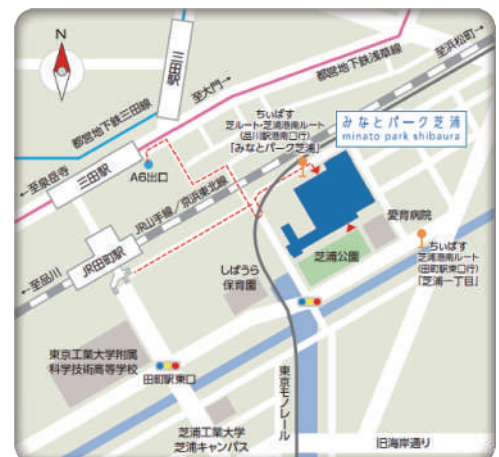 N
三田駅
都営地下鉄三田線
至大門→
都営地下鉄浅草線
至浜松町→
ちぃばす
芝ルート・芝浦港南ルート
(品川駅港南口行)
「みなとパーク芝浦」
みなとパーク芝浦
minato park shibaura
←至泉岳寺
三田駅
A6出口
JR山手線/京浜東北線
JR田町駅
←至品川
愛育病院
芝浦公園
ちぃばす
芝浦港南ルート
(田町駅東口行)
「芝浦一丁目」
しばうら
保育園
東京工業大学附属
科学技術高等学校
田町駅東口
東京モノレール
芝浦工業大学
芝浦キャンパス
旧海岸通り